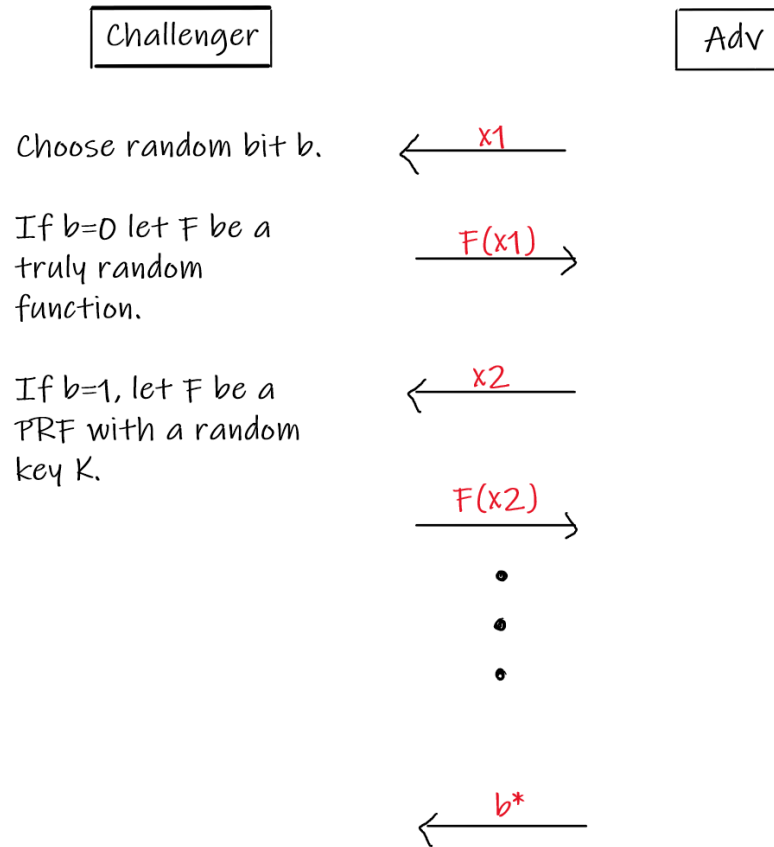 Challenger
Adv
Choose random bit b.
x1
If b=0 let F be a
truly random
function.
F(x1)
If b=1, let F be a
PRF with a random
key K.
x2
F(x2)
b*